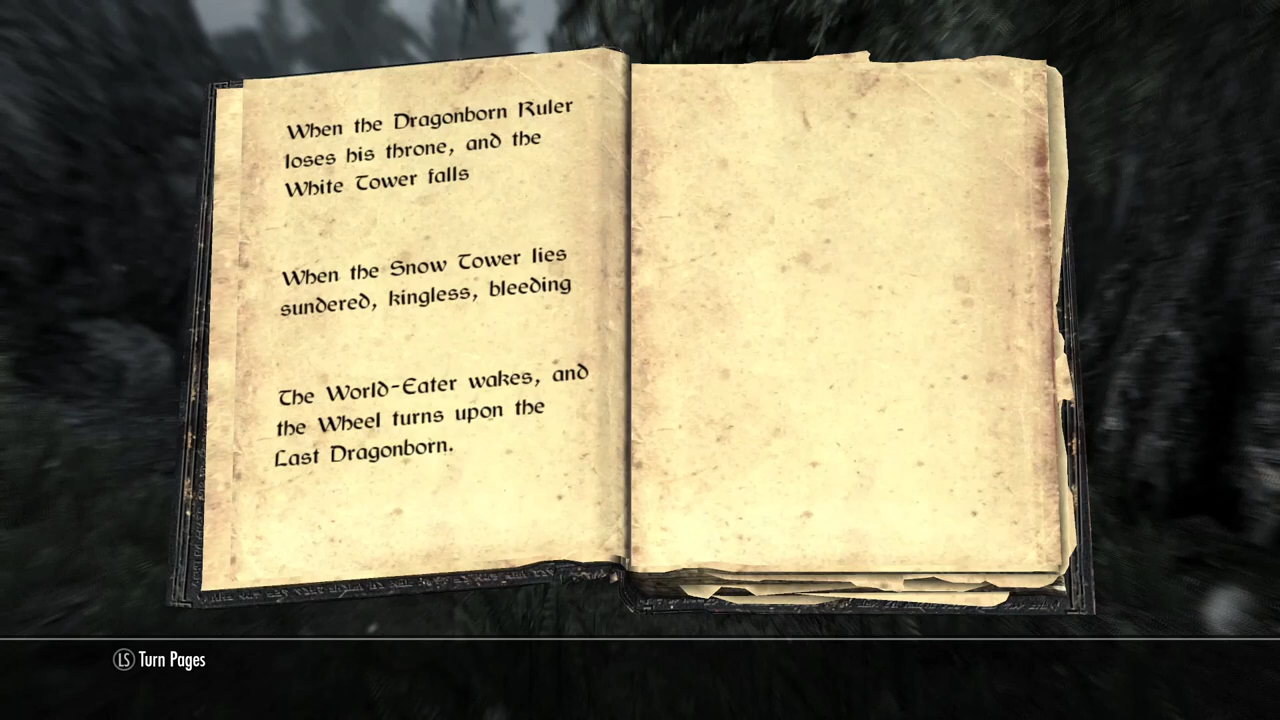 When the Dragonborn Ruler
loses his throne, and the
White Tower falls
When the Snow Tower lies
sundered, kingless, bleeding
The World-Eater wakes, and
the Wheel turns upon the
Last Dragonborn.
LS Turn Pages